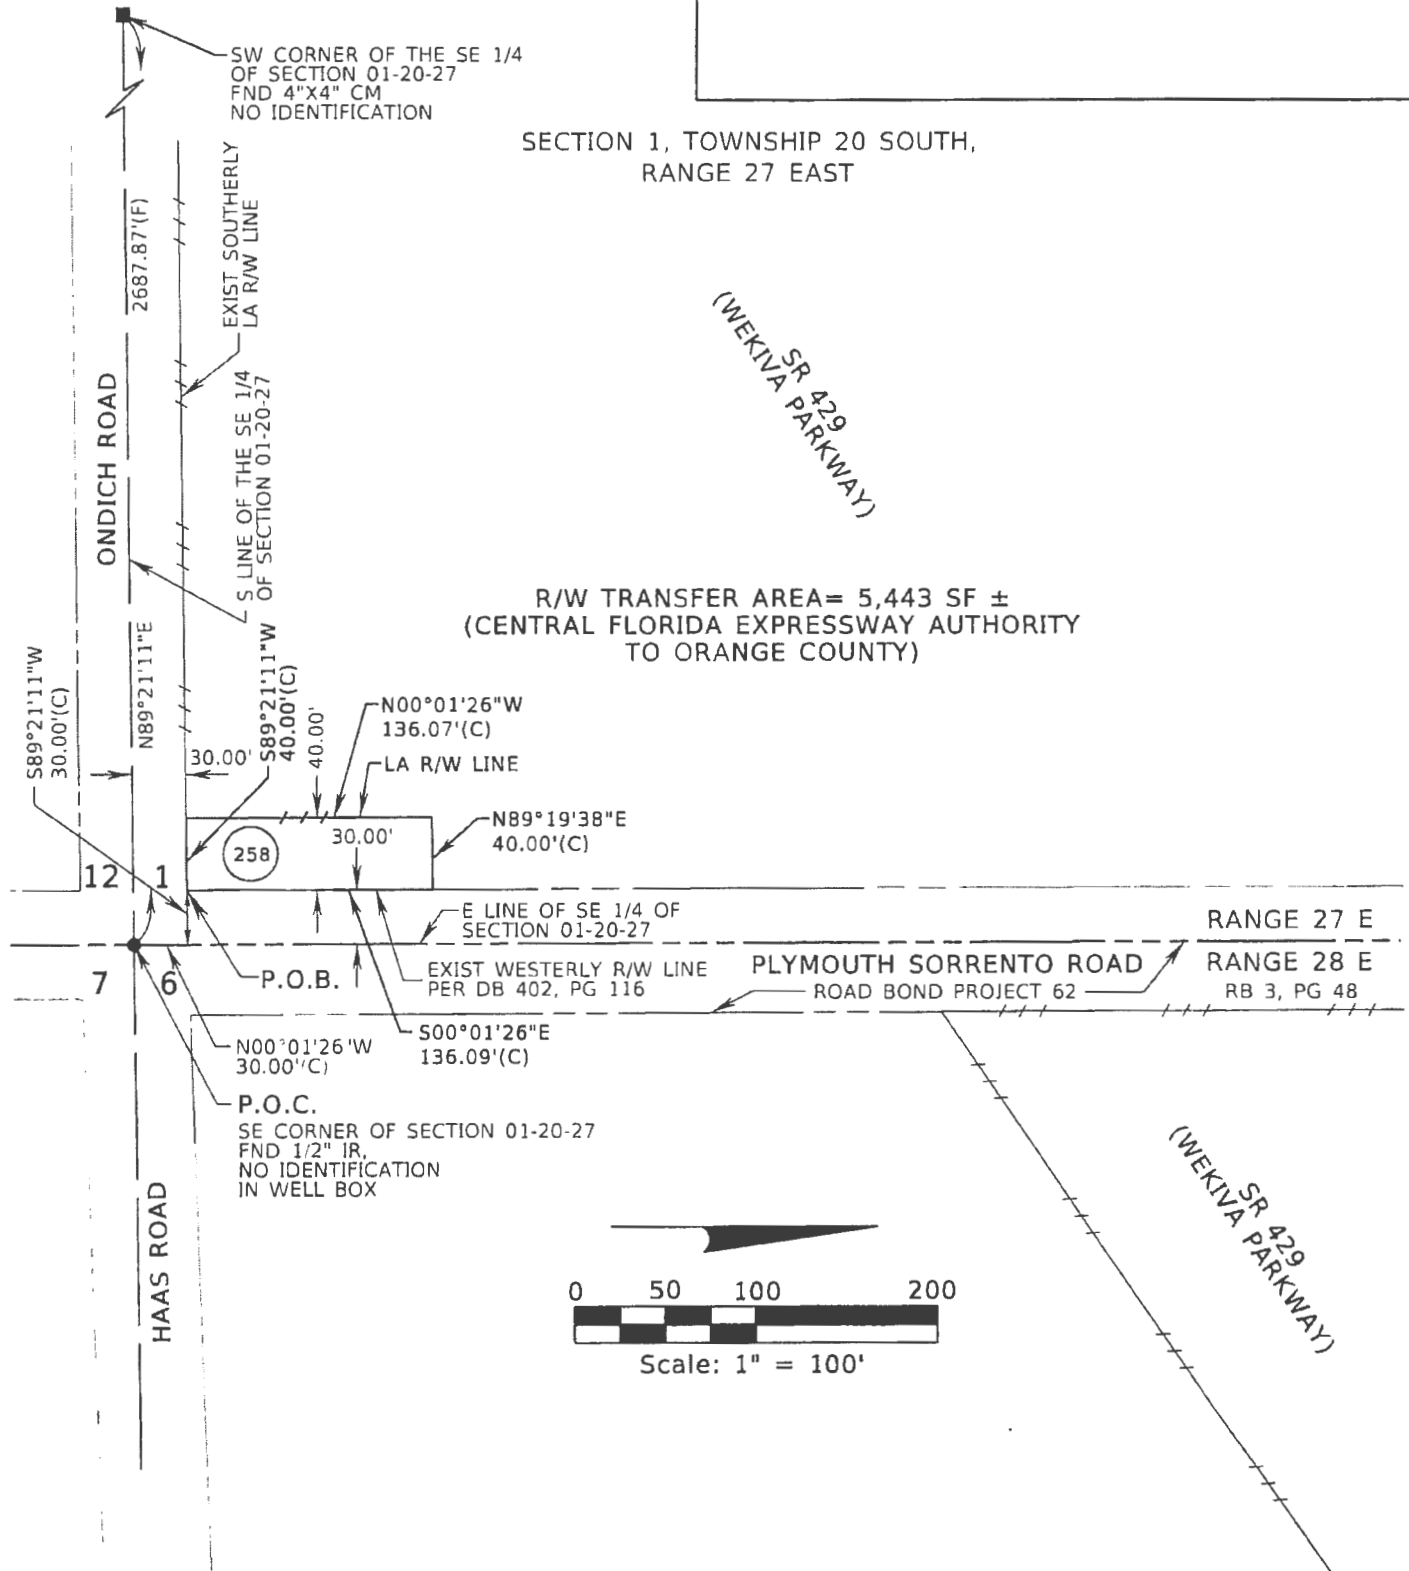 SW CORNER OF THE SE 1/4
OF SECTION 01-20-27
FND 4"X4" CM
NO IDENTIFICATION
SECTION 1, TOWNSHIP 20 SOUTH,
RANGE 27 EAST
2687.87'(F)
EXIST SOUTHERLY
LA R/W LINE
SR 429
(WEKIVA PARKWAY)
ONDICH ROAD
S LINE OF THE SE 1/4
OF SECTION 01-20-27
R/W TRANSFER AREA= 5,443 SF ±
(CENTRAL FLORIDA EXPRESSWAY AUTHORITY
TO ORANGE COUNTY)
S89°21'11"W
30.00'(C)
N89°21'11"E
S89°21'11"W
40.00'(C)
30.00'
40.00'
N00°01'26"W
136.07'(C)
LA R/W LINE
N89°19'38"E
40.00'(C)
30.00'
258
12 1
7 6
E LINE OF SE 1/4 OF
SECTION 01-20-27
RANGE 27 E
P.O.B.
EXIST WESTERLY R/W LINE
PER DB 402, PG 116
PLYMOUTH SORRENTO ROAD
ROAD BOND PROJECT 62
RANGE 28 E
RB 3, PG 48
S00°01'26"E
136.09'(C)
N00°01'26"W
30.00'(C)
P.O.C.
SE CORNER OF SECTION 01-20-27
FND 1/2" IR,
NO IDENTIFICATION
IN WELL BOX
HAAS ROAD
SR 429
(WEKIVA PARKWAY)
0 50 100 200
Scale: 1" = 100'